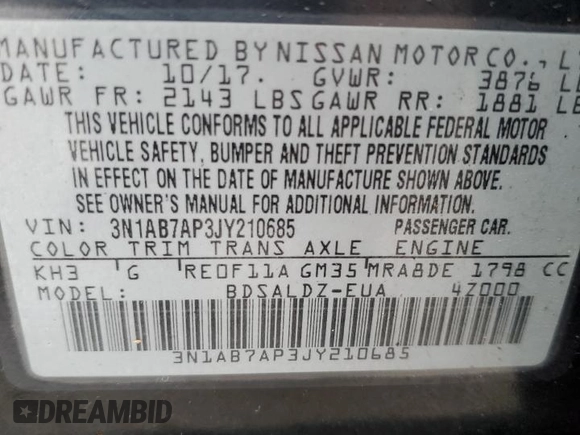 MANUFACTURED BY NISSAN MOTOR CO.,
DATE: 10/17. GVWR: 3876
GAWR FR: 2143 LBS GAWR RR: 1881
THIS VEHICLE CONFORMS TO ALL APPLICABLE FEDERAL MOTOR
VEHICLE SAFETY, BUMPER AND THEFT PREVENTION STANDARDS
IN EFFECT ON THE DATE OF MANUFACTURE SHOWN ABOVE.
SEE OWNER'S MANUAL FOR ADDITIONAL INFORMATION.
VIN: 3N1AB7AP3JY210685 PASSENGER CAR.
COLOR TRIM TRANS AXLE ENGINE
KH3 G RE0F11A GM35 MRA8DE 1798 CC
MODEL: BDSALDZ-EUA 4Z000
3N1AB7AP3JY210685
DREAMBID